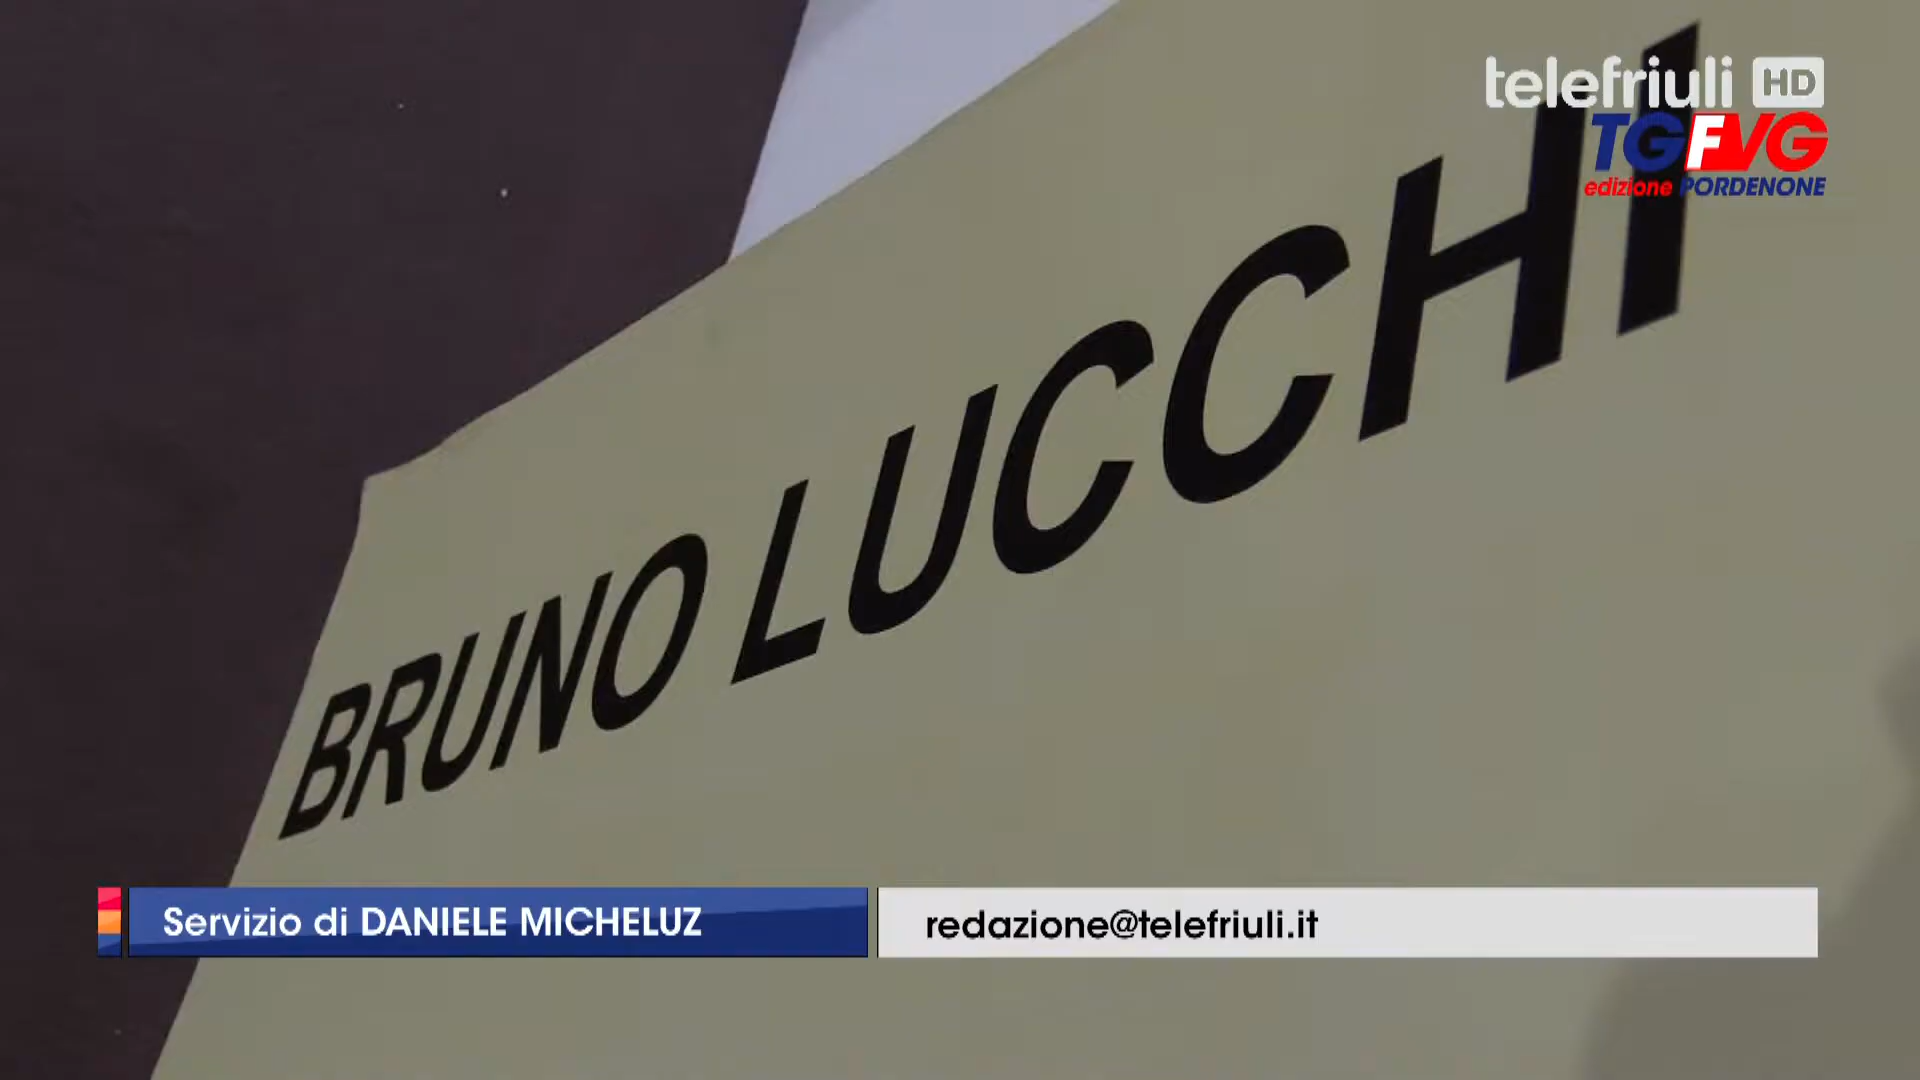 telefriuli HD
TGFVG
edizione PORDENONE
BRUNO LUCCHI
Servizio di DANIELE MICHELUZ
redazione@telefriuli.it